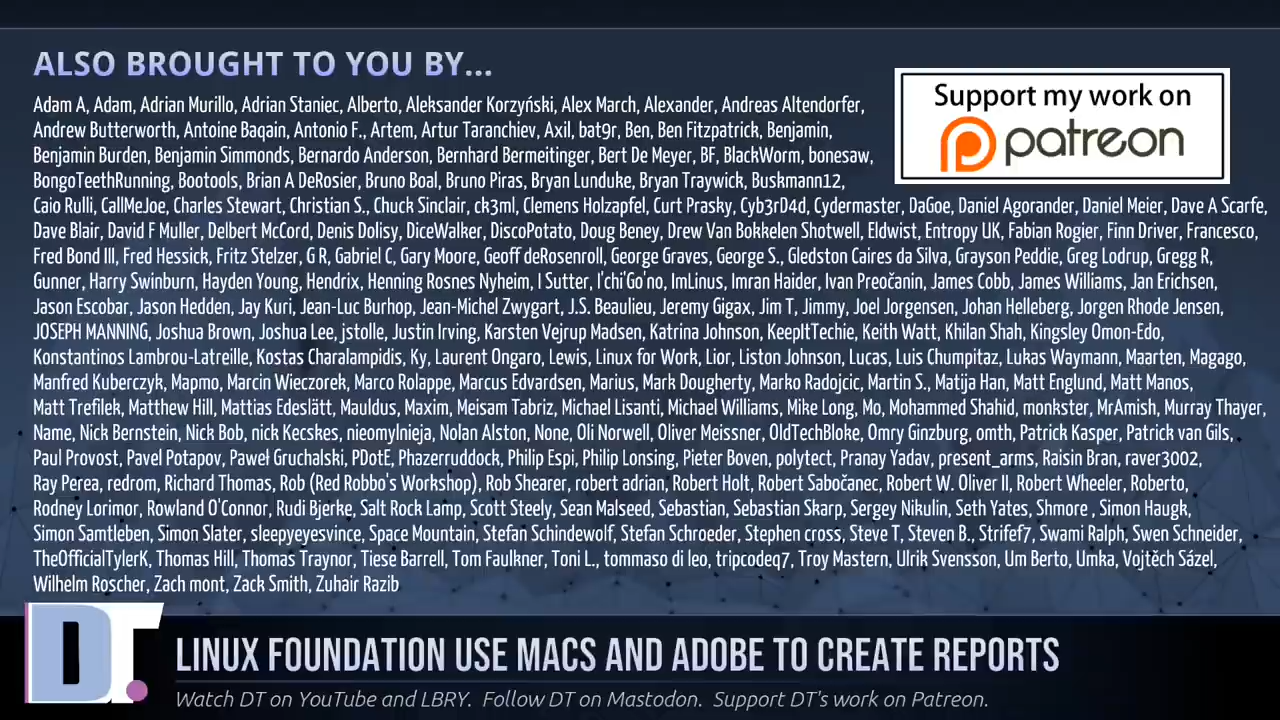 ALSO BROUGHT TO YOU BY...
Support my work on
patreon
Adam A, Adam, Adrian Murillo, Adrian Staniec, Alberto, Aleksander Korzyński, Alex March, Alexander, Andreas Altendorfer,
Andrew Butterworth, Antoine Baqain, Antonio F., Artem, Artur Taranchiev, Axil, bat9r, Ben, Ben Fitzpatrick, Benjamin,
Benjamin Burden, Benjamin Simmonds, Bernardo Anderson, Bernhard Bermeitinger, Bert De Meyer, BF, BlackWorm, bonesaw,
BongoTeethRunning, Bootools, Brian A DeRosier, Bruno Boal, Bruno Piras, Bryan Lunduke, Bryan Traywick, Buskmann12,
Caio Rulli, CallMeJoe, Charles Stewart, Christian S., Chuck Sinclair, ck3ml, Clemens Holzapfel, Curt Prasky, Cyb3rD4d, Cydermaster, DaGoe, Daniel Agorander, Daniel Meier, Dave A Scarfe,
Dave Blair, David F Muller, Delbert McCord, Denis Dolisy, DiceWalker, DiscoPotato, Doug Beney, Drew Van Bokkelen Shotwell, Eldwist, Entropy UK, Fabian Rogier, Finn Driver, Francesco,
Fred Bond III, Fred Hessick, Fritz Stelzer, G R, Gabriel C, Gary Moore, Geoff deRosenroll, George Graves, George S., Gledston Caires da Silva, Grayson Peddie, Greg Lodrup, Gregg R,
Gunner, Harry Swinburn, Hayden Young, Hendrix, Henning Rosnes Nyheim, I Sutter, I'chi'Go'no, ImLinus, Imran Haider, Ivan Preočanin, James Cobb, James Williams, Jan Erichsen,
Jason Escobar, Jason Hedden, Jay Kuri, Jean-Luc Burhop, Jean-Michel Zwygart, J.S. Beaulieu, Jeremy Gigax, Jim T, Jimmy, Joel Jorgensen, Johan Helleberg, Jorgen Rhode Jensen,
JOSEPH MANNING, Joshua Brown, Joshua Lee, jstolle, Justin Irving, Karsten Vejrup Madsen, Katrina Johnson, KeepItTechie, Keith Watt, Khilan Shah, Kingsley Omon-Edo,
Konstantinos Lambrou-Latreille, Kostas Charalampidis, Ky, Laurent Ongaro, Lewis, Linux for Work, Lior, Liston Johnson, Lucas, Luis Chumpitaz, Lukas Waymann, Maarten, Magago,
Manfred Kuberczyk, Mapmo, Marcin Wieczorek, Marco Rolappe, Marcus Edvardsen, Marius, Mark Dougherty, Marko Radojcic, Martin S., Matija Han, Matt Englund, Matt Manos,
Matt Trefilek, Matthew Hill, Mattias Edeslätt, Mauldus, Maxim, Meisam Tabriz, Michael Lisanti, Michael Williams, Mike Long, Mo, Mohammed Shahid, monkster, MrAmish, Murray Thayer,
Name, Nick Bernstein, Nick Bob, nick Kecskes, nieomylnieja, Nolan Alston, None, Oli Norwell, Oliver Meissner, OldTechBloke, Omry Ginzburg, omth, Patrick Kasper, Patrick van Gils,
Paul Provost, Pavel Potapov, Paweł Gruchalski, PDotE, Phazerruddock, Philip Espi, Philip Lonsing, Pieter Boven, polytect, Pranay Yadav, present_arms, Raisin Bran, raver3002,
Ray Perea, redrom, Richard Thomas, Rob (Red Robbo's Workshop), Rob Shearer, robert adrian, Robert Holt, Robert Sabočanec, Robert W. Oliver II, Robert Wheeler, Roberto,
Rodney Lorimor, Rowland O'Connor, Rudi Bjerke, Salt Rock Lamp, Scott Steely, Sean Malseed, Sebastian, Sebastian Skarp, Sergey Nikulin, Seth Yates, Shmore , Simon Haugk,
Simon Samtleben, Simon Slater, sleepyeyesvince, Space Mountain, Stefan Schindewolf, Stefan Schroeder, Stephen cross, Steve T, Steven B., Strifef7, Swami Ralph, Swen Schneider,
TheOfficialTylerK, Thomas Hill, Thomas Traynor, Tiese Barrell, Tom Faulkner, Toni L., tommaso di leo, tripcodeq7, Troy Mastern, Ulrik Svensson, Um Berto, Umka, Vojtěch Sázel,
Wilhelm Roscher, Zach mont, Zack Smith, Zuhair Razib
DT.
LINUX FOUNDATION USE MACS AND ADOBE TO CREATE REPORTS
Watch DT on YouTube and LBRY. Follow DT on Mastodon. Support DT's work on Patreon.